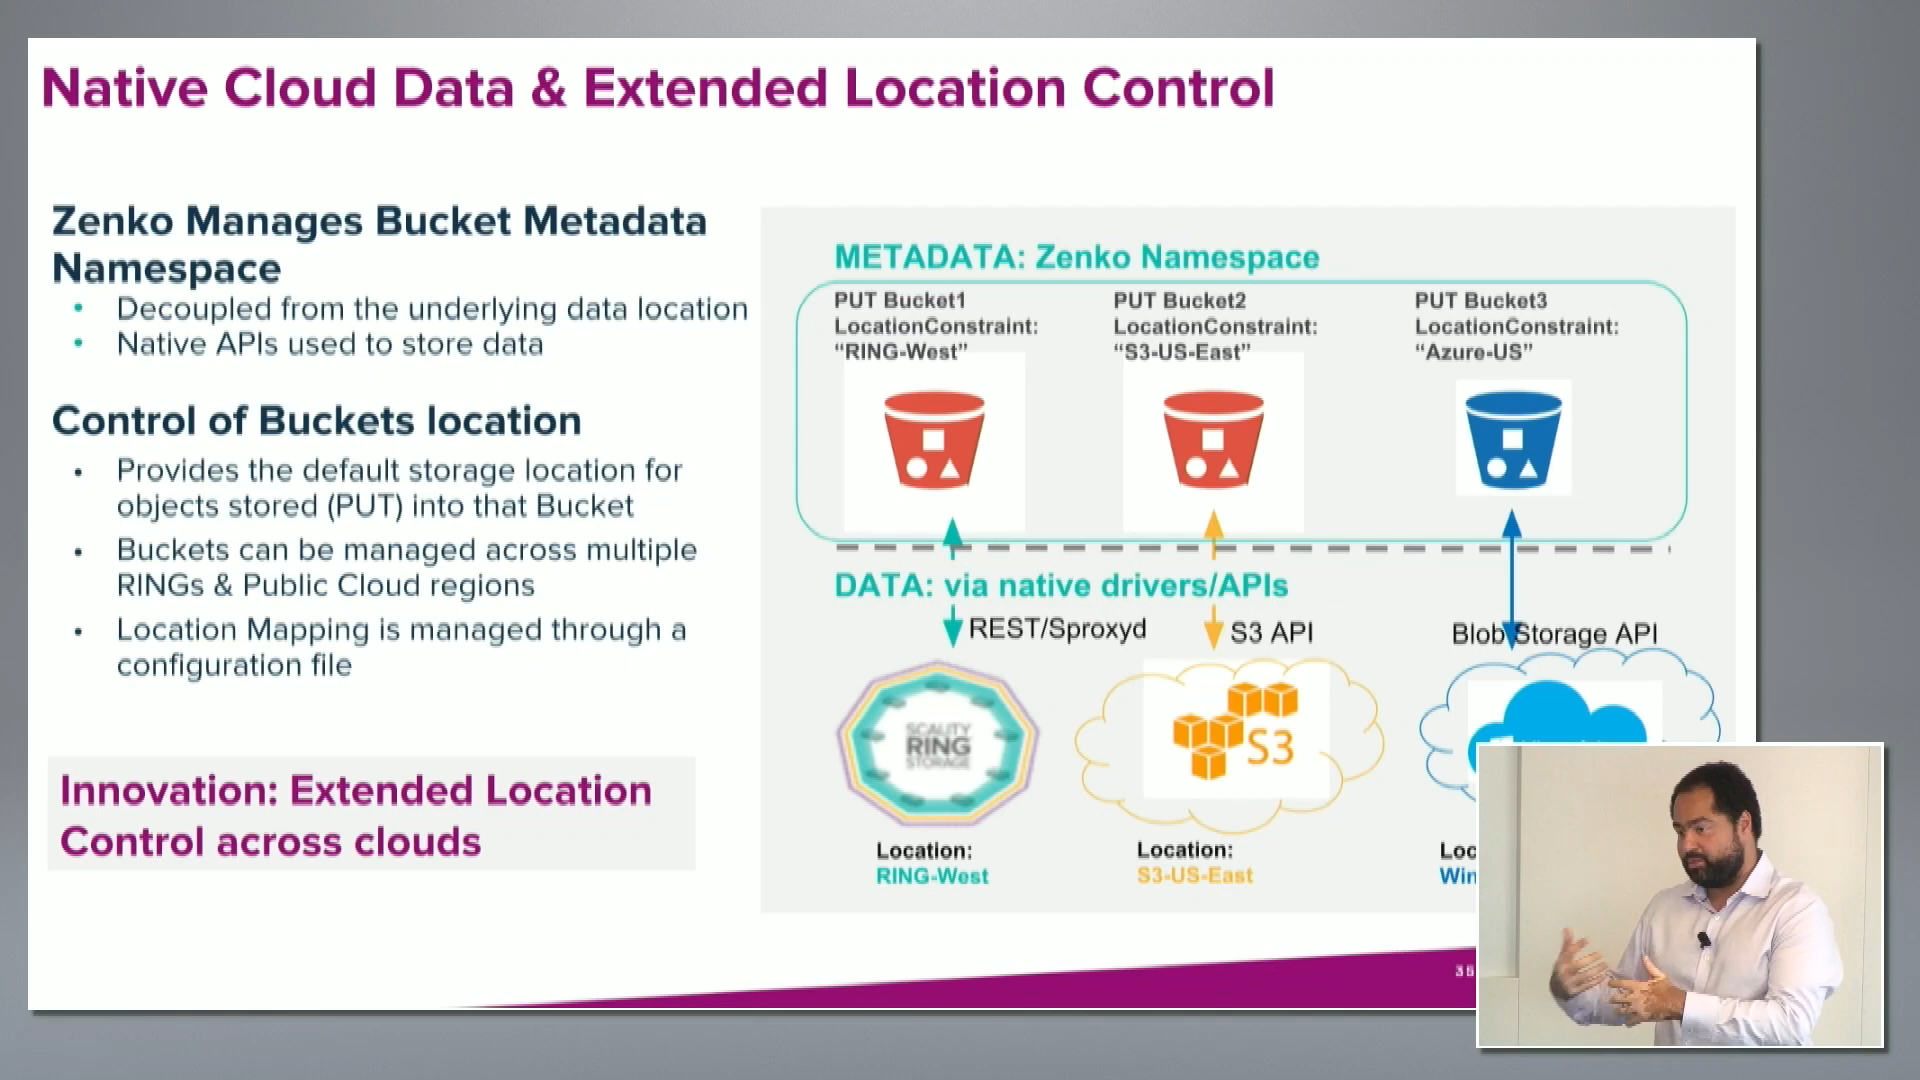 Native Cloud Data & Extended Location Control
Zenko Manages Bucket Metadata
Namespace
• Decoupled from the underlying data location
• Native APIs used to store data
Control of Buckets location
• Provides the default storage location for
objects stored (PUT) into that Bucket
• Buckets can be managed across multiple
RINGs & Public Cloud regions
• Location Mapping is managed through a
configuration file
Innovation: Extended Location
Control across clouds
METADATA: Zenko Namespace
PUT Bucket1
LocationConstraint:
“RING-West”
PUT Bucket2
LocationConstraint:
“S3-US-East”
PUT Bucket3
LocationConstraint:
“Azure-US”
DATA: via native drivers/APIs
REST/Sproxyd
S3 API
Blob Storage API
SCALITY
RING
STORAGE
S3
Location:
RING-West
Location:
S3-US-East
Loc
Win